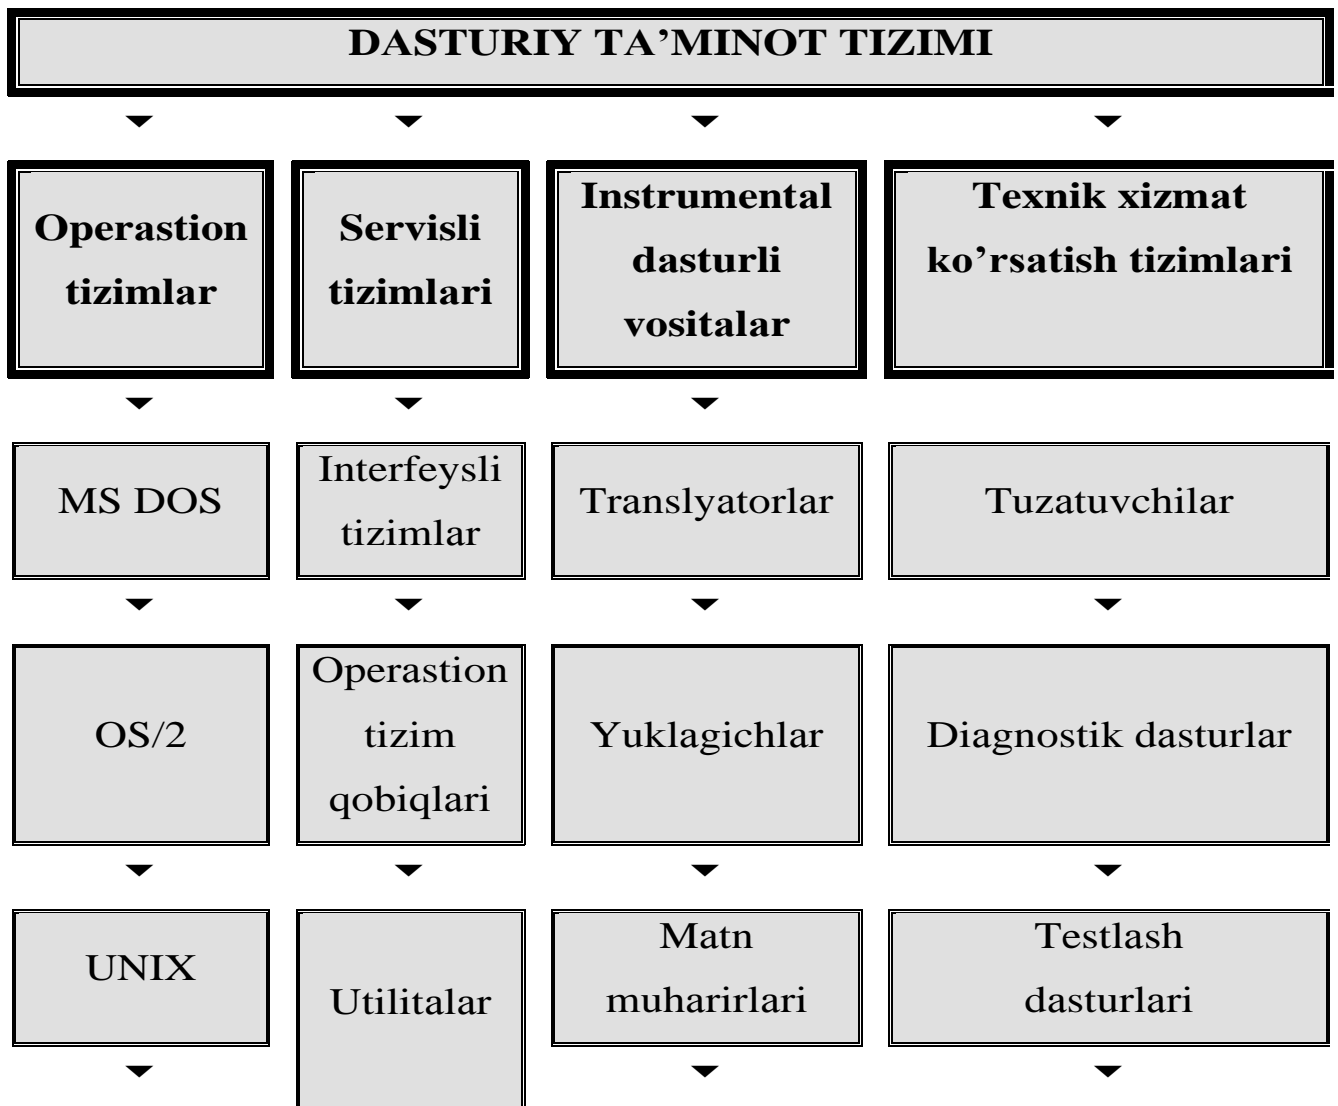 DASTURIY TA’MINOT TIZIMI
Operastion
tizimlar
Servisli
tizimlari
Instrumental
dasturli
vositalar
Texnik xizmat
ko’rsatish tizimlari
MS DOS
Interfeysli
tizimlar
Translyatorlar
Tuzatuvchilar
OS/2
Operastion
tizim
qobiqlari
Yuklagichlar
Diagnostik dasturlar
UNIX
Utilitalar
Matn
muharirlari
Testlash
dasturlari